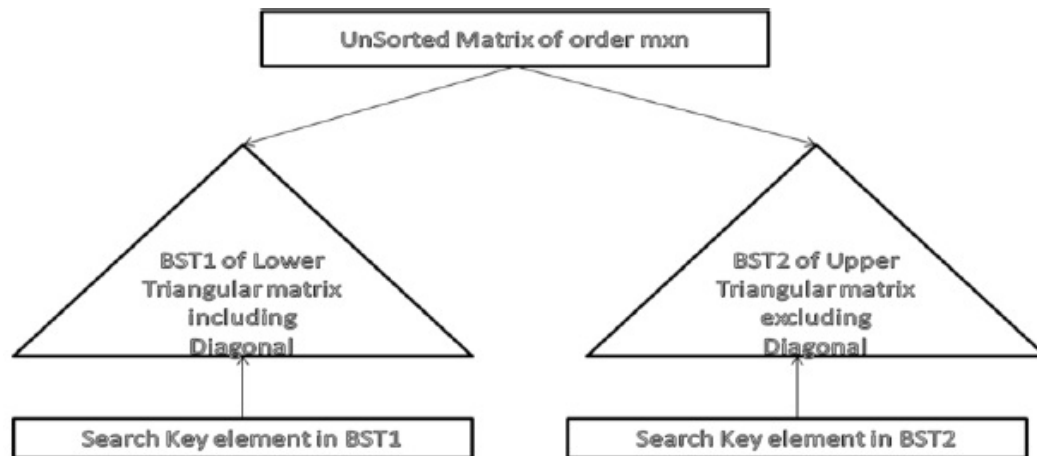 UnSorted Matrix of order mxn
BST1 of Lower
Triangular matrix
including
Diagonal
BST2 of Upper
Triangular matrix
excluding
Diagonal
Search Key element in BST1
Search Key element in BST2